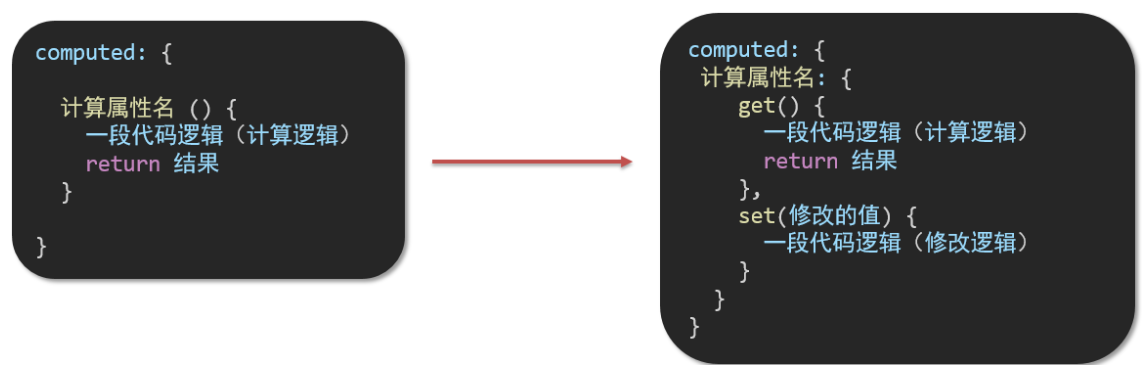 computed: {
计算属性名 () {
一段代码逻辑（计算逻辑）
return 结果
}
}
computed: {
计算属性名: {
get() {
一段代码逻辑（计算逻辑）
return 结果
},
set(修改的值) {
一段代码逻辑（修改逻辑）
}
}
}